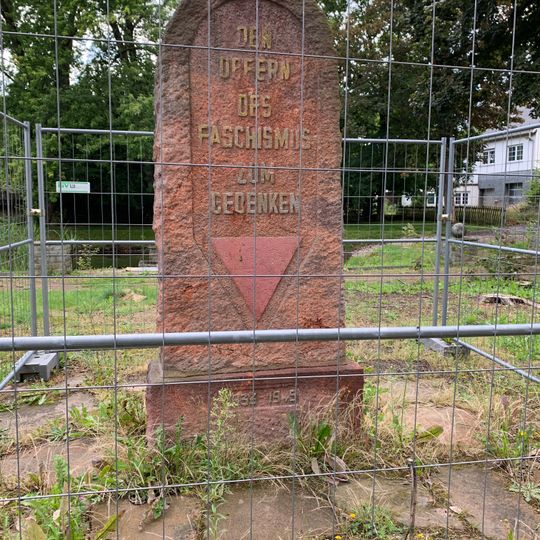 DEN
OPFERN
DES
FASCHISMUS
ZUM
GEDENKEN